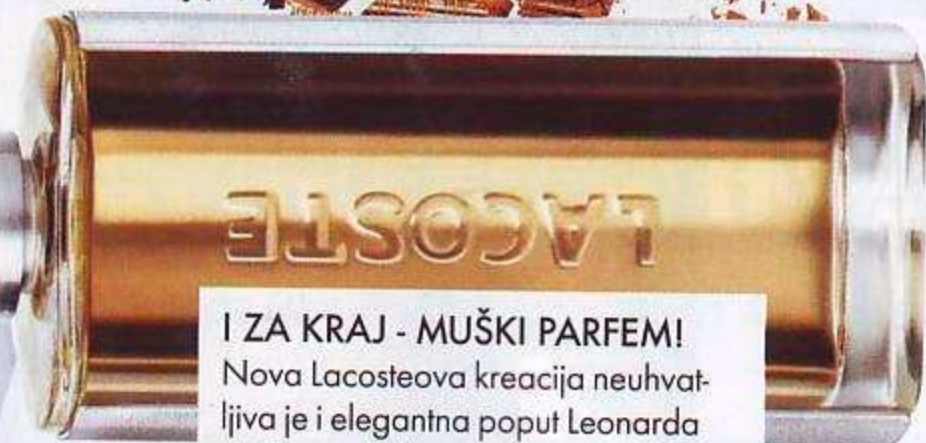 LACOSTE
I ZA KRAJ - MUŠKI PARFEM!
Nova Lacosteova kreacija neuhvat-
ljiva je i elegantna poput Leonarda